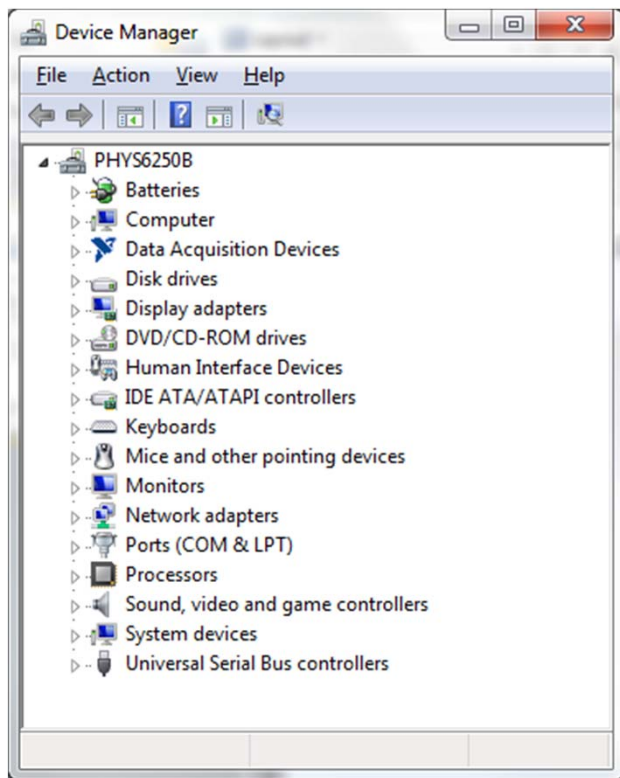 Device Manager
File Action View Help
PHYS6250B
Batteries
Computer
Data Acquisition Devices
Disk drives
Display adapters
DVD/CD-ROM drives
Human Interface Devices
IDE ATA/ATAPI controllers
Keyboards
Mice and other pointing devices
Monitors
Network adapters
Ports (COM & LPT)
Processors
Sound, video and game controllers
System devices
Universal Serial Bus controllers